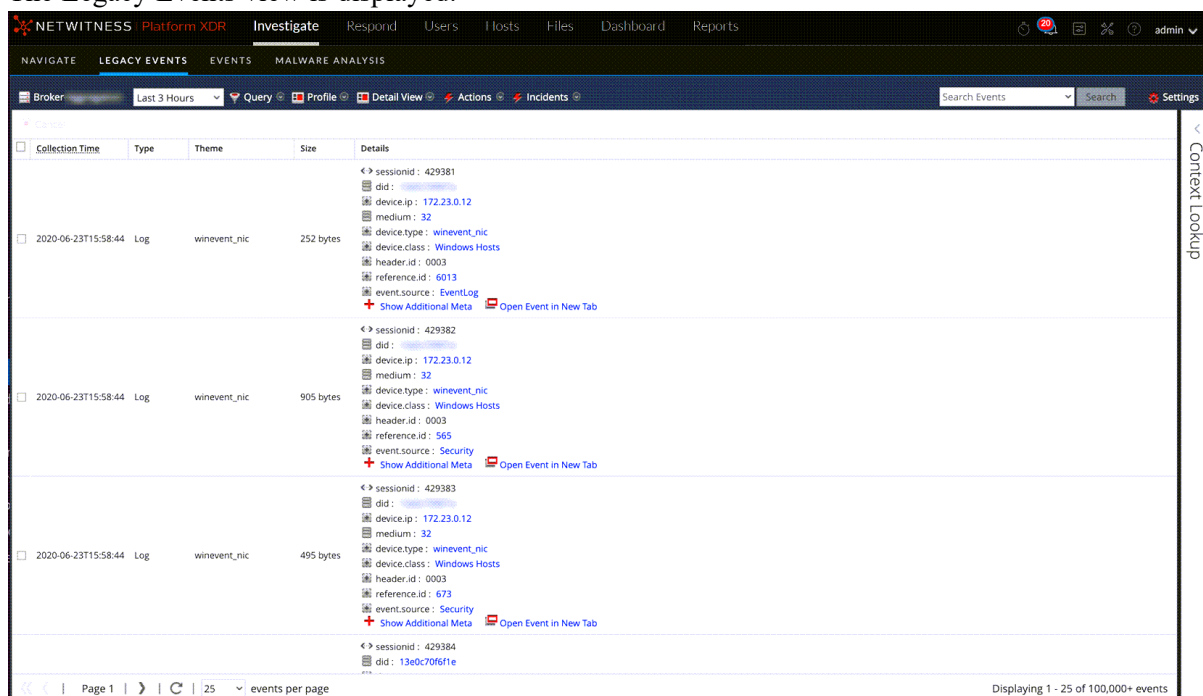 The Legacy Events view is displayed.
NETWITNESS Platform XDR Investigate Respond Users Hosts Files Dashboard Reports 20 admin
NAVIGATE LEGACY EVENTS EVENTS MALWARE ANALYSIS
Broker Last 3 Hours Query Profile Detail View Actions Incidents Search Events Search Settings
Cancel
Context Lookup
Collection Time Type Theme Size Details
sessionid : 429381
did :
device.ip : 172.23.0.12
medium : 32
device.type : winevent_nic
2020-06-23T15:58:44 Log winevent_nic 252 bytes
device.class : Windows Hosts
header.id : 0003
reference.id : 6013
event.source : EventLog
Show Additional Meta Open Event in New Tab
sessionid : 429382
did :
device.ip : 172.23.0.12
medium : 32
device.type : winevent_nic
2020-06-23T15:58:44 Log winevent_nic 905 bytes
device.class : Windows Hosts
header.id : 0003
reference.id : 565
event.source : Security
Show Additional Meta Open Event in New Tab
sessionid : 429383
did :
device.ip : 172.23.0.12
medium : 32
device.type : winevent_nic
2020-06-23T15:58:44 Log winevent_nic 495 bytes
device.class : Windows Hosts
header.id : 0003
reference.id : 673
event.source : Security
Show Additional Meta Open Event in New Tab
sessionid : 429384
did : 13e0c70f6f1e
Page 1 25 events per page Displaying 1 - 25 of 100,000+ events